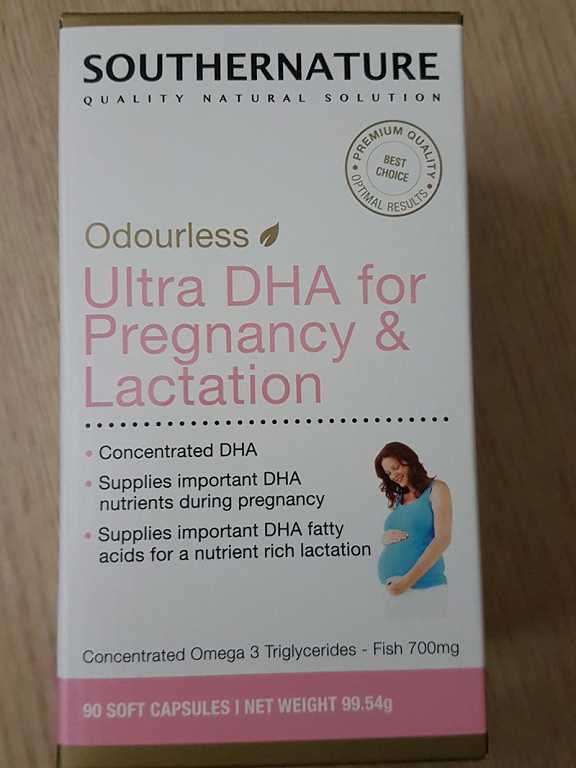 SOUTHERNATURE
QUALITY NATURAL SOLUTION
• PREMIUM QUALITY •
BEST
CHOICE
OPTIMAL RESULTS
Odourless
Ultra DHA for
Pregnancy &
Lactation
• Concentrated DHA
• Supplies important DHA
nutrients during pregnancy
• Supplies important DHA fatty
acids for a nutrient rich lactation
Concentrated Omega 3 Triglycerides - Fish 700mg
90 SOFT CAPSULES | NET WEIGHT 99.54g